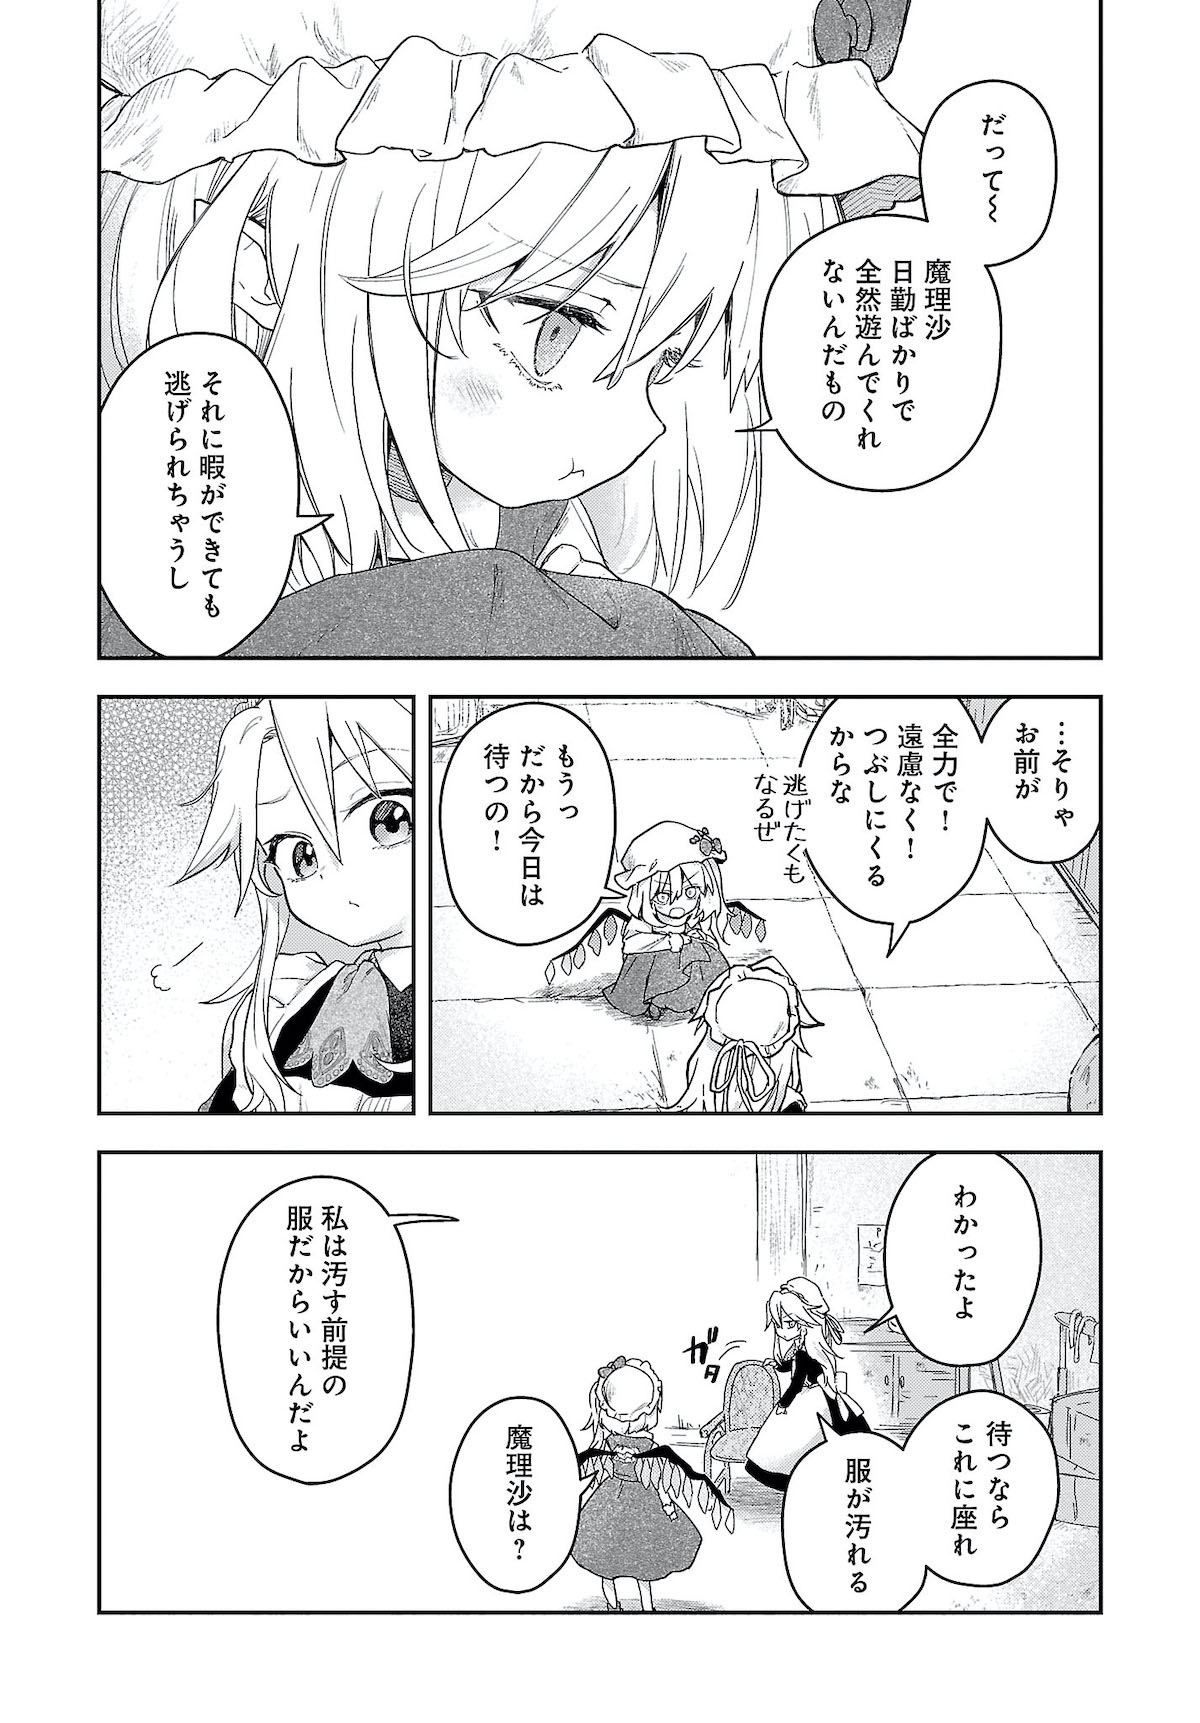 だって～
魔理沙
日勤ばかりで
全然遊んでくれ
ないんだもの
それに暇ができても
逃げられちゃうし
…そりゃ
お前が
全力で！
遠慮なく！
つぶしにくる
からな
逃げたくも
なるぜ
もうっ
だから今日は
待つの！
わかったよ
待つなら
これに座れ
服が汚れる
ガタ
魔理沙は？
私は汚す前提の
服だからいいんだよ